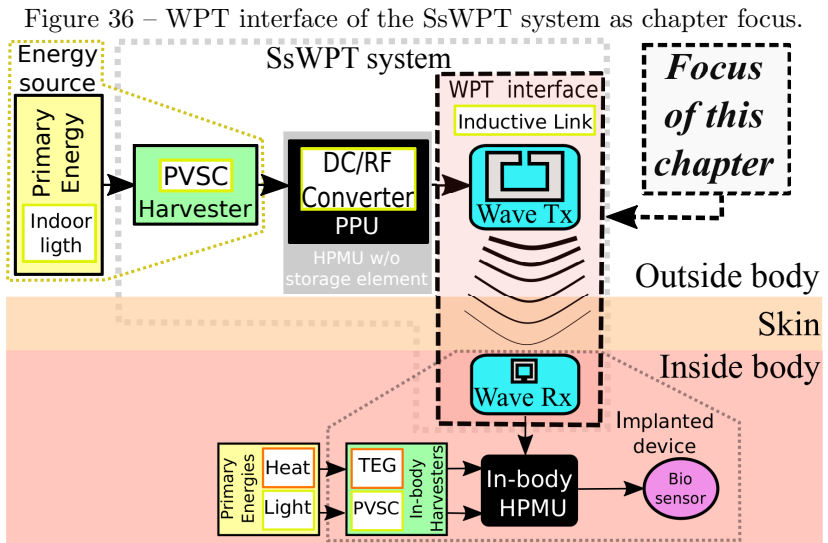 Figure 36 – WPT interface of the SsWPT system as chapter focus.
Energy
source
SsWPT system
Primary
Energy
Indoor
ligth
PVSC
Harvester
DC/RF
Converter
PPU
HPMU w/o
storage element
WPT interface
Inductive Link
Wave Tx
Focus
of this
chapter
Outside body
Skin
Inside body
Wave Rx
Implanted
device
Primary
Energies
Heat
Light
TEG
PVSC
In-body
Harvesters
In-body
HPMU
Bio
sensor